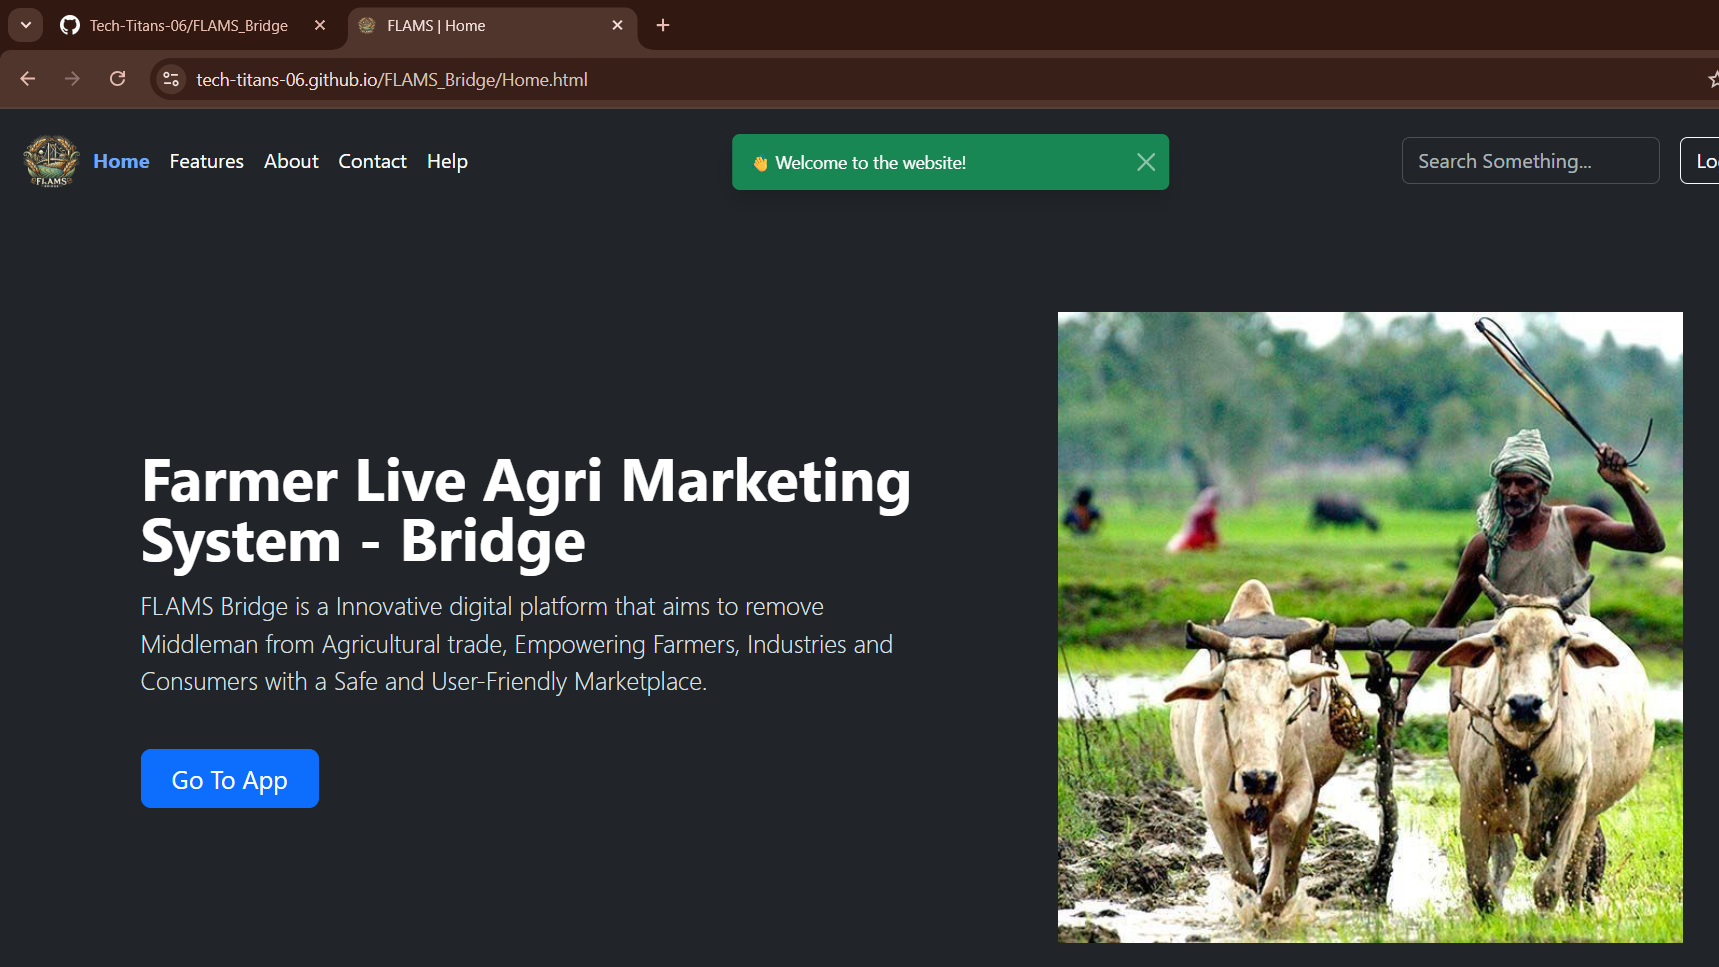 Tech-Titans-06/FLAMS_Bridge
FLAMS | Home
tech-titans-06.github.io/FLAMS_Bridge/Home.html
FLAMS
Home Features About Contact Help
👋 Welcome to the website!
Search Something...
Lo
Farmer Live Agri Marketing
System - Bridge
FLAMS Bridge is a Innovative digital platform that aims to remove
Middleman from Agricultural trade, Empowering Farmers, Industries and
Consumers with a Safe and User-Friendly Marketplace.
Go To App